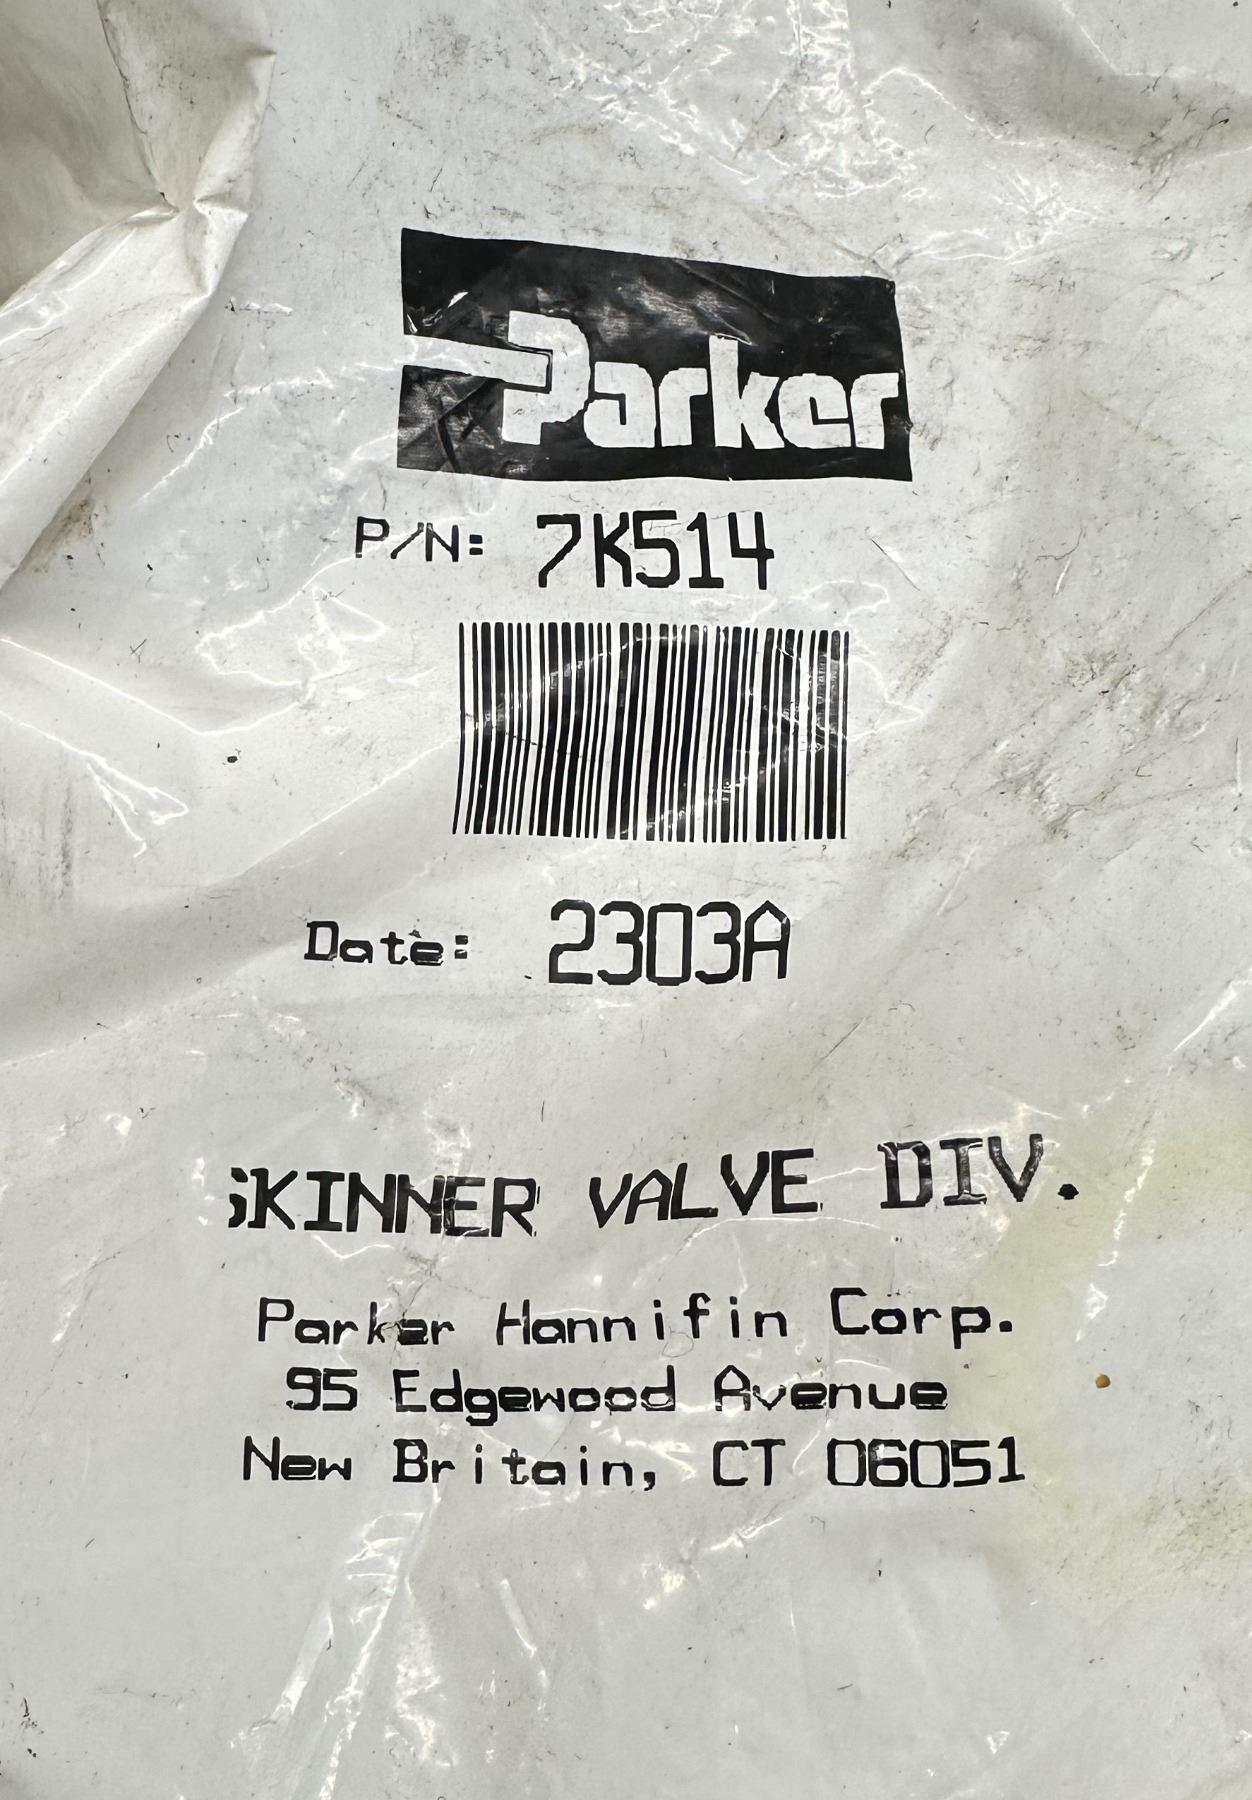 Parker
P/N: 7K514
Date: 2303A
SKINNER VALVE DIV.
Parker Hannifin Corp.
95 Edgewood Avenue
New Britain, CT 06051